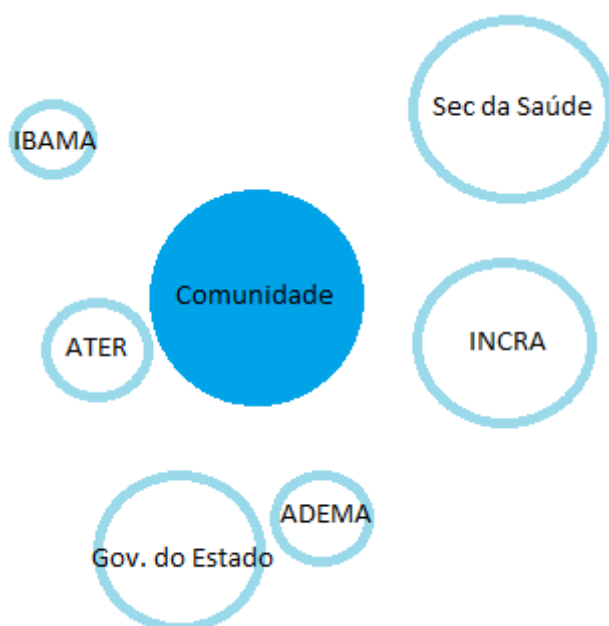 Sec da Saúde
IBAMA
Comunidade
ATER
INCRA
ADEMA
Gov. do Estado